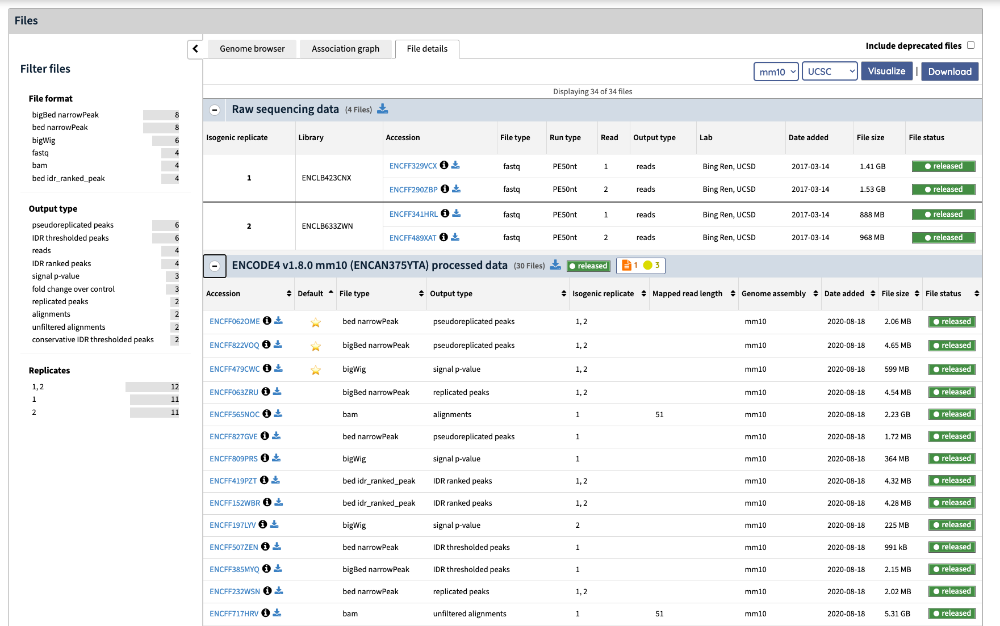 Files
Genome browser Association graph File details Include deprecated files
Filter files
mm10 UCSC Visualize | Download
Displaying 34 of 34 files
File format
bigBed narrowPeak 8
bed narrowPeak 8
bigWig 6
fastq 4
bam 4
bed idr_ranked_peak 4
Output type
pseudoreplicated peaks 6
IDR thresholded peaks 6
reads 4
IDR ranked peaks 4
signal p-value 3
fold change over control 3
replicated peaks 2
alignments 2
unfiltered alignments 2
conservative IDR thresholded peaks 2
Replicates
1, 2 12
1 11
2 11
Raw sequencing data (4 Files)
Isogenic replicate Library Accession File type Run type Read Output type Lab Date added File size File status
1 ENCLB423CNX
ENCFF329VCX fastq PE50nt 1 reads Bing Ren, UCSD 2017-03-14 1.41 GB released
ENCFF290ZBP fastq PE50nt 2 reads Bing Ren, UCSD 2017-03-14 1.53 GB released
2 ENCLB633ZWN
ENCFF341HRL fastq PE50nt 1 reads Bing Ren, UCSD 2017-03-14 888 MB released
ENCFF489XAT fastq PE50nt 2 reads Bing Ren, UCSD 2017-03-14 968 MB released
ENCODE4 v1.8.0 mm10 (ENCAN375YTA) processed data (30 Files) released 1 3
Accession Default File type Output type Isogenic replicate Mapped read length Genome assembly Date added File size File status
ENCFF062OME bed narrowPeak pseudoreplicated peaks 1, 2 mm10 2020-08-18 2.06 MB released
ENCFF822VOQ bigBed narrowPeak pseudoreplicated peaks 1, 2 mm10 2020-08-18 4.65 MB released
ENCFF479CWC bigWig signal p-value 1, 2 mm10 2020-08-18 599 MB released
ENCFF063ZRU bigBed narrowPeak replicated peaks 1, 2 mm10 2020-08-18 4.54 MB released
ENCFF565NOC bam alignments 1 51 mm10 2020-08-18 2.23 GB released
ENCFF827GVE bed narrowPeak pseudoreplicated peaks 1 mm10 2020-08-18 1.72 MB released
ENCFF809PRS bigWig signal p-value 1 mm10 2020-08-18 364 MB released
ENCFF419PZT bed idr_ranked_peak IDR ranked peaks 1, 2 mm10 2020-08-18 4.32 MB released
ENCFF152WBR bed idr_ranked_peak IDR ranked peaks 1, 2 mm10 2020-08-18 4.28 MB released
ENCFF197LYV bigWig signal p-value 2 mm10 2020-08-18 225 MB released
ENCFF507ZEN bed narrowPeak IDR thresholded peaks 1 mm10 2020-08-18 991 kB released
ENCFF385MYQ bigBed narrowPeak IDR thresholded peaks 1 mm10 2020-08-18 2.15 MB released
ENCFF232WSN bed narrowPeak replicated peaks 1, 2 mm10 2020-08-18 2.02 MB released
ENCFF717HRV bam unfiltered alignments 1 51 mm10 2020-08-18 5.31 GB released